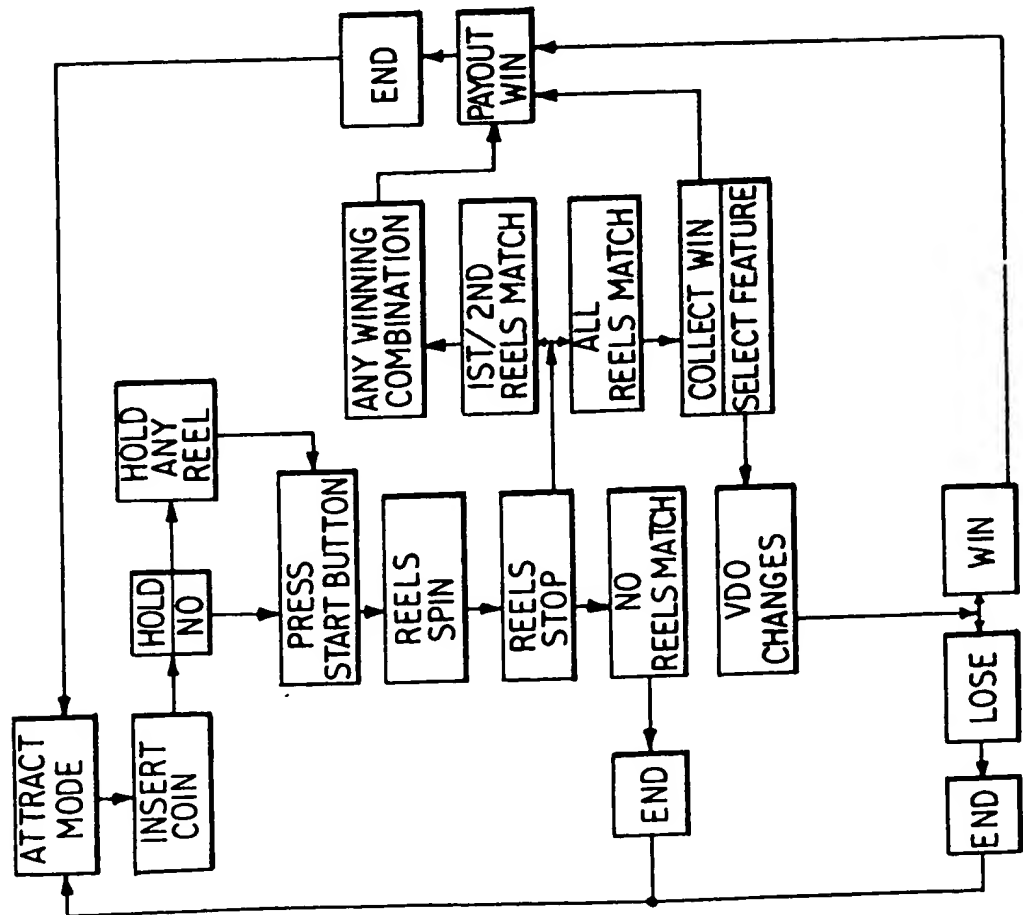 ATTRACT
MODE
INSERT
COIN
HOLD
NO
HOLD
ANY
REEL
PRESS
START BUTTON
REELS
SPIN
REELS
STOP
NO
REELS MATCH
END
ANY WINNING
COMBINATION
1ST/2ND
REELS MATCH
ALL
REELS MATCH
COLLECT WIN
SELECT FEATURE
PAYOUT
WIN
END
VDO
CHANGES
WIN
LOSE
END